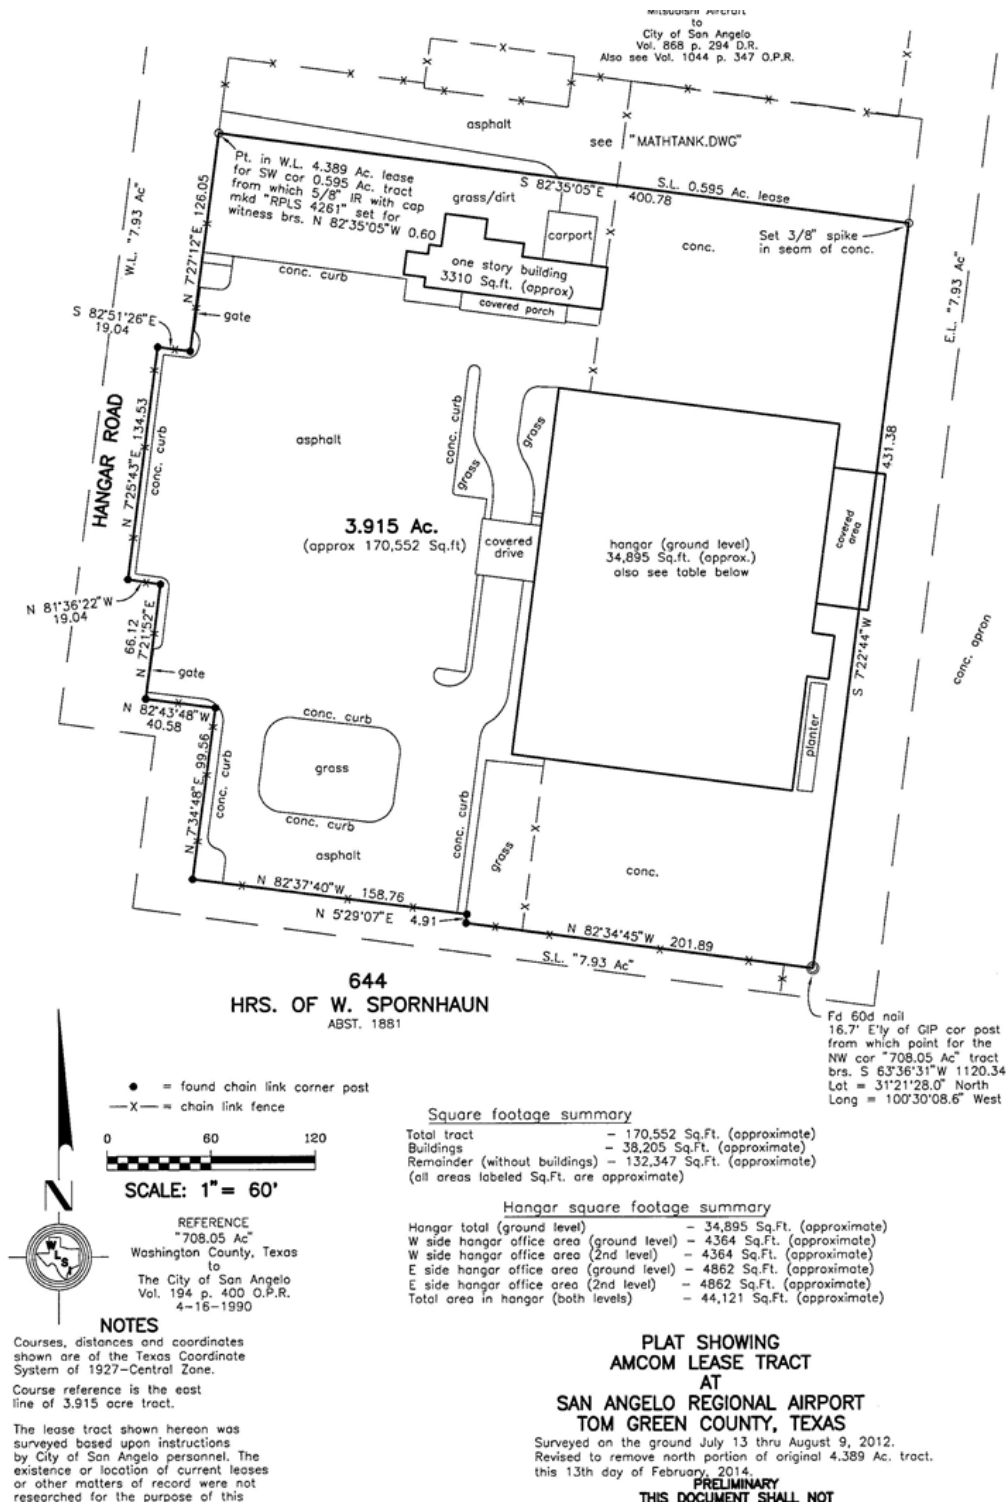 Mitsubishi Aircraft
to
City of San Angelo
Vol. 868 p. 294 D.R.
Also see Vol. 1044 p. 347 O.P.R.
asphalt
see "MATHTANK.DWG"
Pt. in W.L. 4.389 Ac. lease
for SW cor 0.595 Ac. tract
from which 5/8" IR with cap
mkd "RPLS 4261" set for
witness brs. N 82°35'05"W 0.60
S 82°35'05"E
400.78
S.L. 0.595 Ac. lease
grass/dirt
carport
conc.
Set 3/8" spike
in seam of conc.
W.L. "7.93 Ac"
N 7°27'12"E 126.05
E.L. "7.93 Ac"
one story building
3310 Sq.ft. (approx)
covered porch
conc. curb
gate
S 82°51'26"E
19.04
HANGAR ROAD
N 7°25'43"E 134.53
conc. curb
asphalt
conc. curb
grass
grass
431.38
3.915 Ac.
(approx 170,552 Sq.ft)
covered
drive
hangar (ground level)
34,895 Sq.ft. (approx.)
also see table below
covered
area
N 81°36'22"W
19.04
66.12
N 7°21'52"E
gate
S 7°22'44"W
conc. apron
N 82°43'48"W
40.58
conc. curb
grass
conc. curb
planter
N 7°34'48"E 99.56
conc. curb
conc. curb
asphalt
grass
conc.
N 82°37'40"W 158.76
N 5°29'07"E 4.91
N 82°34'45"W 201.89
S.L. "7.93 Ac"
644
HRS. OF W. SPORNHAUN
ABST. 1881
Fd 60d nail
16.7' E'ly of GIP cor post
from which point for the
NW cor "708.05 Ac" tract
brs. S 63°36'31"W 1120.34
Lat = 31°21'28.0" North
Long = 100°30'08.6" West
= found chain link corner post
X = chain link fence
0 60 120
SCALE: 1"= 60'
N
W L S I
REFERENCE
"708.05 Ac"
Washington County, Texas
to
The City of San Angelo
Vol. 194 p. 400 O.P.R.
4-16-1990
NOTES
Courses, distances and coordinates
shown are of the Texas Coordinate
System of 1927-Central Zone.
Course reference is the east
line of 3.915 acre tract.
The lease tract shown hereon was
surveyed based upon instructions
by City of San Angelo personnel. The
existence or location of current leases
or other matters of record were not
researched for the purpose of this
Square footage summary
Total tract - 170,552 Sq.Ft. (approximate)
Buildings - 38,205 Sq.Ft. (approximate)
Remainder (without buildings) - 132,347 Sq.Ft. (approximate)
(all areas labeled Sq.Ft. are approximate)
Hangar square footage summary
Hangar total (ground level) - 34,895 Sq.Ft. (approximate)
W side hangar office area (ground level) - 4364 Sq.Ft. (approximate)
W side hangar office area (2nd level) - 4364 Sq.Ft. (approximate)
E side hangar office area (ground level) - 4862 Sq.Ft. (approximate)
E side hangar office area (2nd level) - 4862 Sq.Ft. (approximate)
Total area in hangar (both levels) - 44,121 Sq.Ft. (approximate)
PLAT SHOWING
AMCOM LEASE TRACT
AT
SAN ANGELO REGIONAL AIRPORT
TOM GREEN COUNTY, TEXAS
Surveyed on the ground July 13 thru August 9, 2012.
Revised to remove north portion of original 4.389 Ac. tract.
this 13th day of February, 2014.
PRELIMINARY
THIS DOCUMENT SHALL NOT